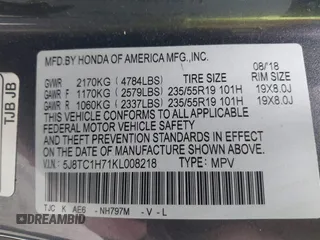 MFD.BY HONDA OF AMERICA MFG.,INC.
08/18
GVWR 2170KG (4784LBS) TIRE SIZE RIM SIZE
GAWR F 1170KG (2579LBS) 235/55R19 101H 19X8.0J
GAWR R 1060KG (2337LBS) 235/55R19 101H 19X8.0J
THIS VEHICLE CONFORMS TO ALL APPLICABLE FEDERAL MOTOR
VEHICLE SAFETY, BUMPER, AND THEFT PREVENTION STANDARDS IN
EFFECT ON THE DATE OF MANUFACTURE SHOWN ABOVE.
V.I.N.: 5J8TC1H71KL008218 TYPE: MPV
TJC K AE6 -NH797M -V-L
TJB JB